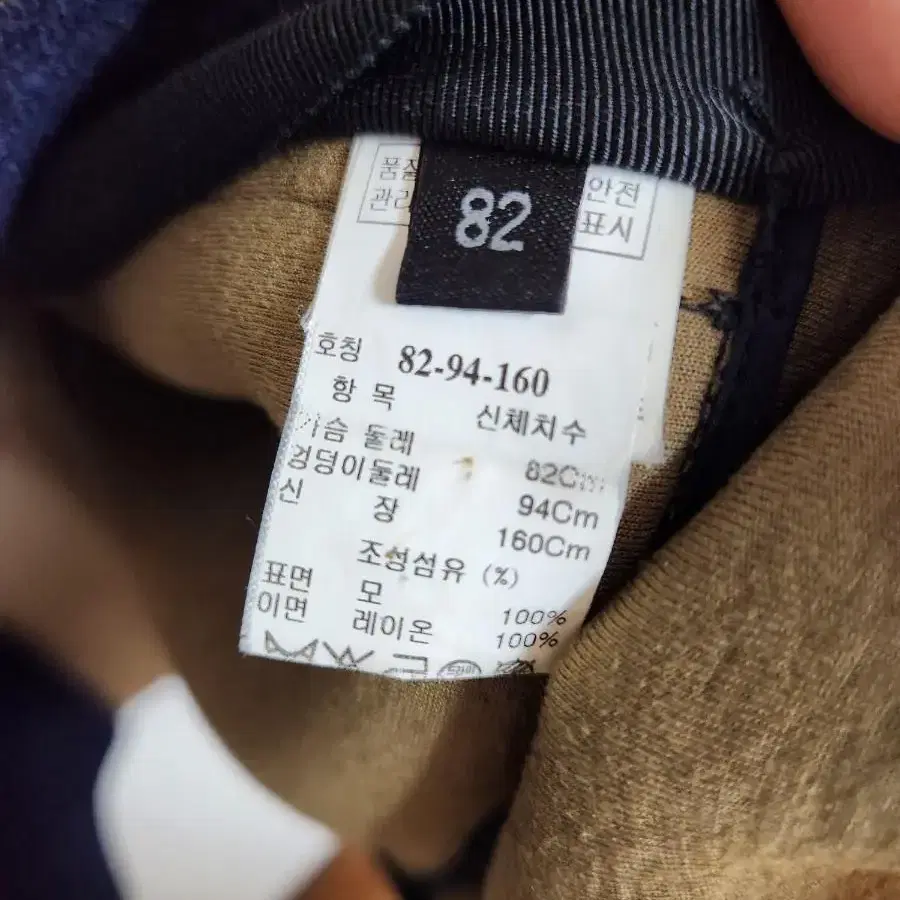 품질 안전
관리 표시
82
호칭 82-94-160
항 목 신체치수
가슴 둘레 82Cm
엉덩이둘레 94Cm
신 장 160Cm
조성섬유 (%)
표면 모 100%
이면 레이온 100%